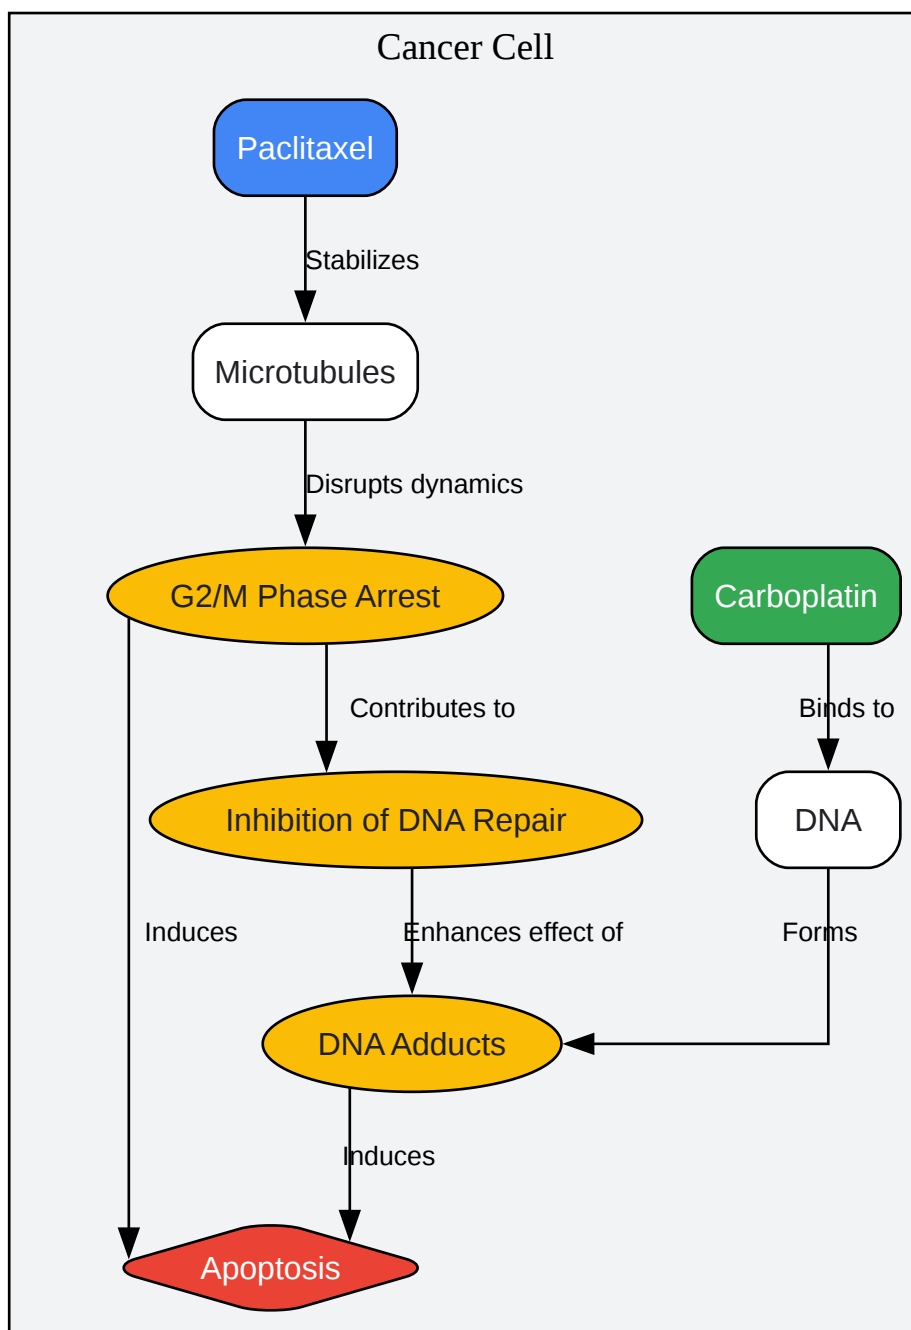 Cancer Cell
Paclitaxel
Stabilizes
Microtubules
Disrupts dynamics
G2/M Phase Arrest
Carboplatin
Contributes to
Binds to
Inhibition of DNA Repair
DNA
Induces
Enhances effect of
Forms
DNA Adducts
Induces
Apoptosis